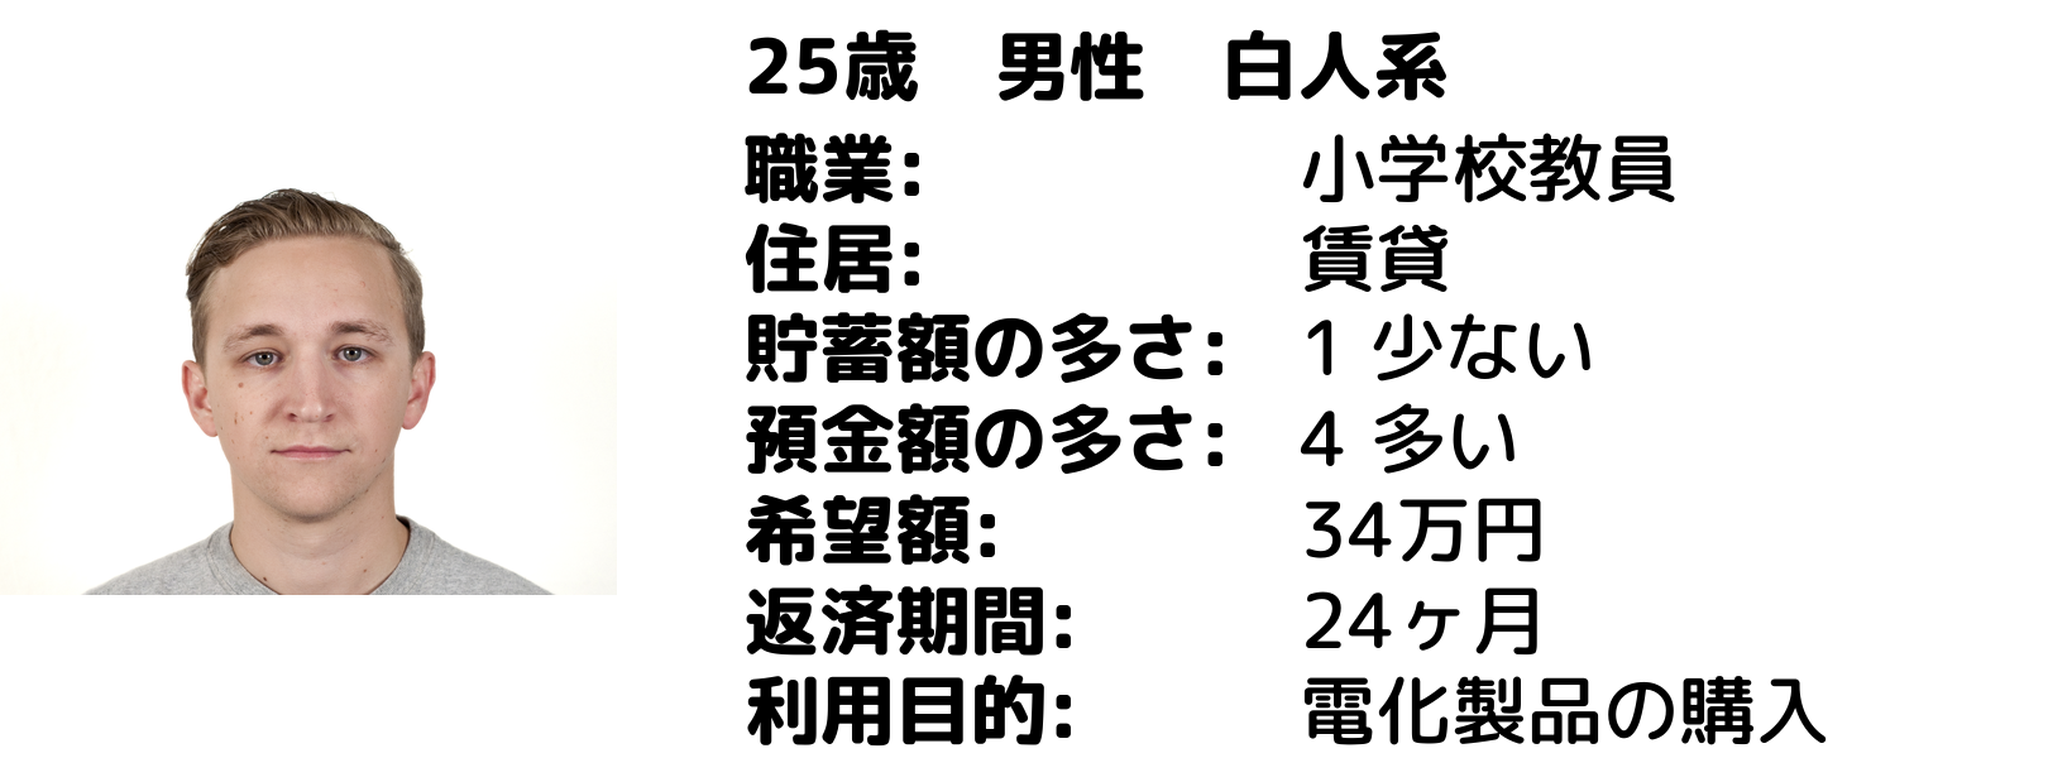 25歳　男性　白人系
職業: 小学校教員
住居: 賃貸
貯蓄額の多さ: 1 少ない
預金額の多さ: 4 多い
希望額: 34万円
返済期間: 24ヶ月
利用目的: 電化製品の購入